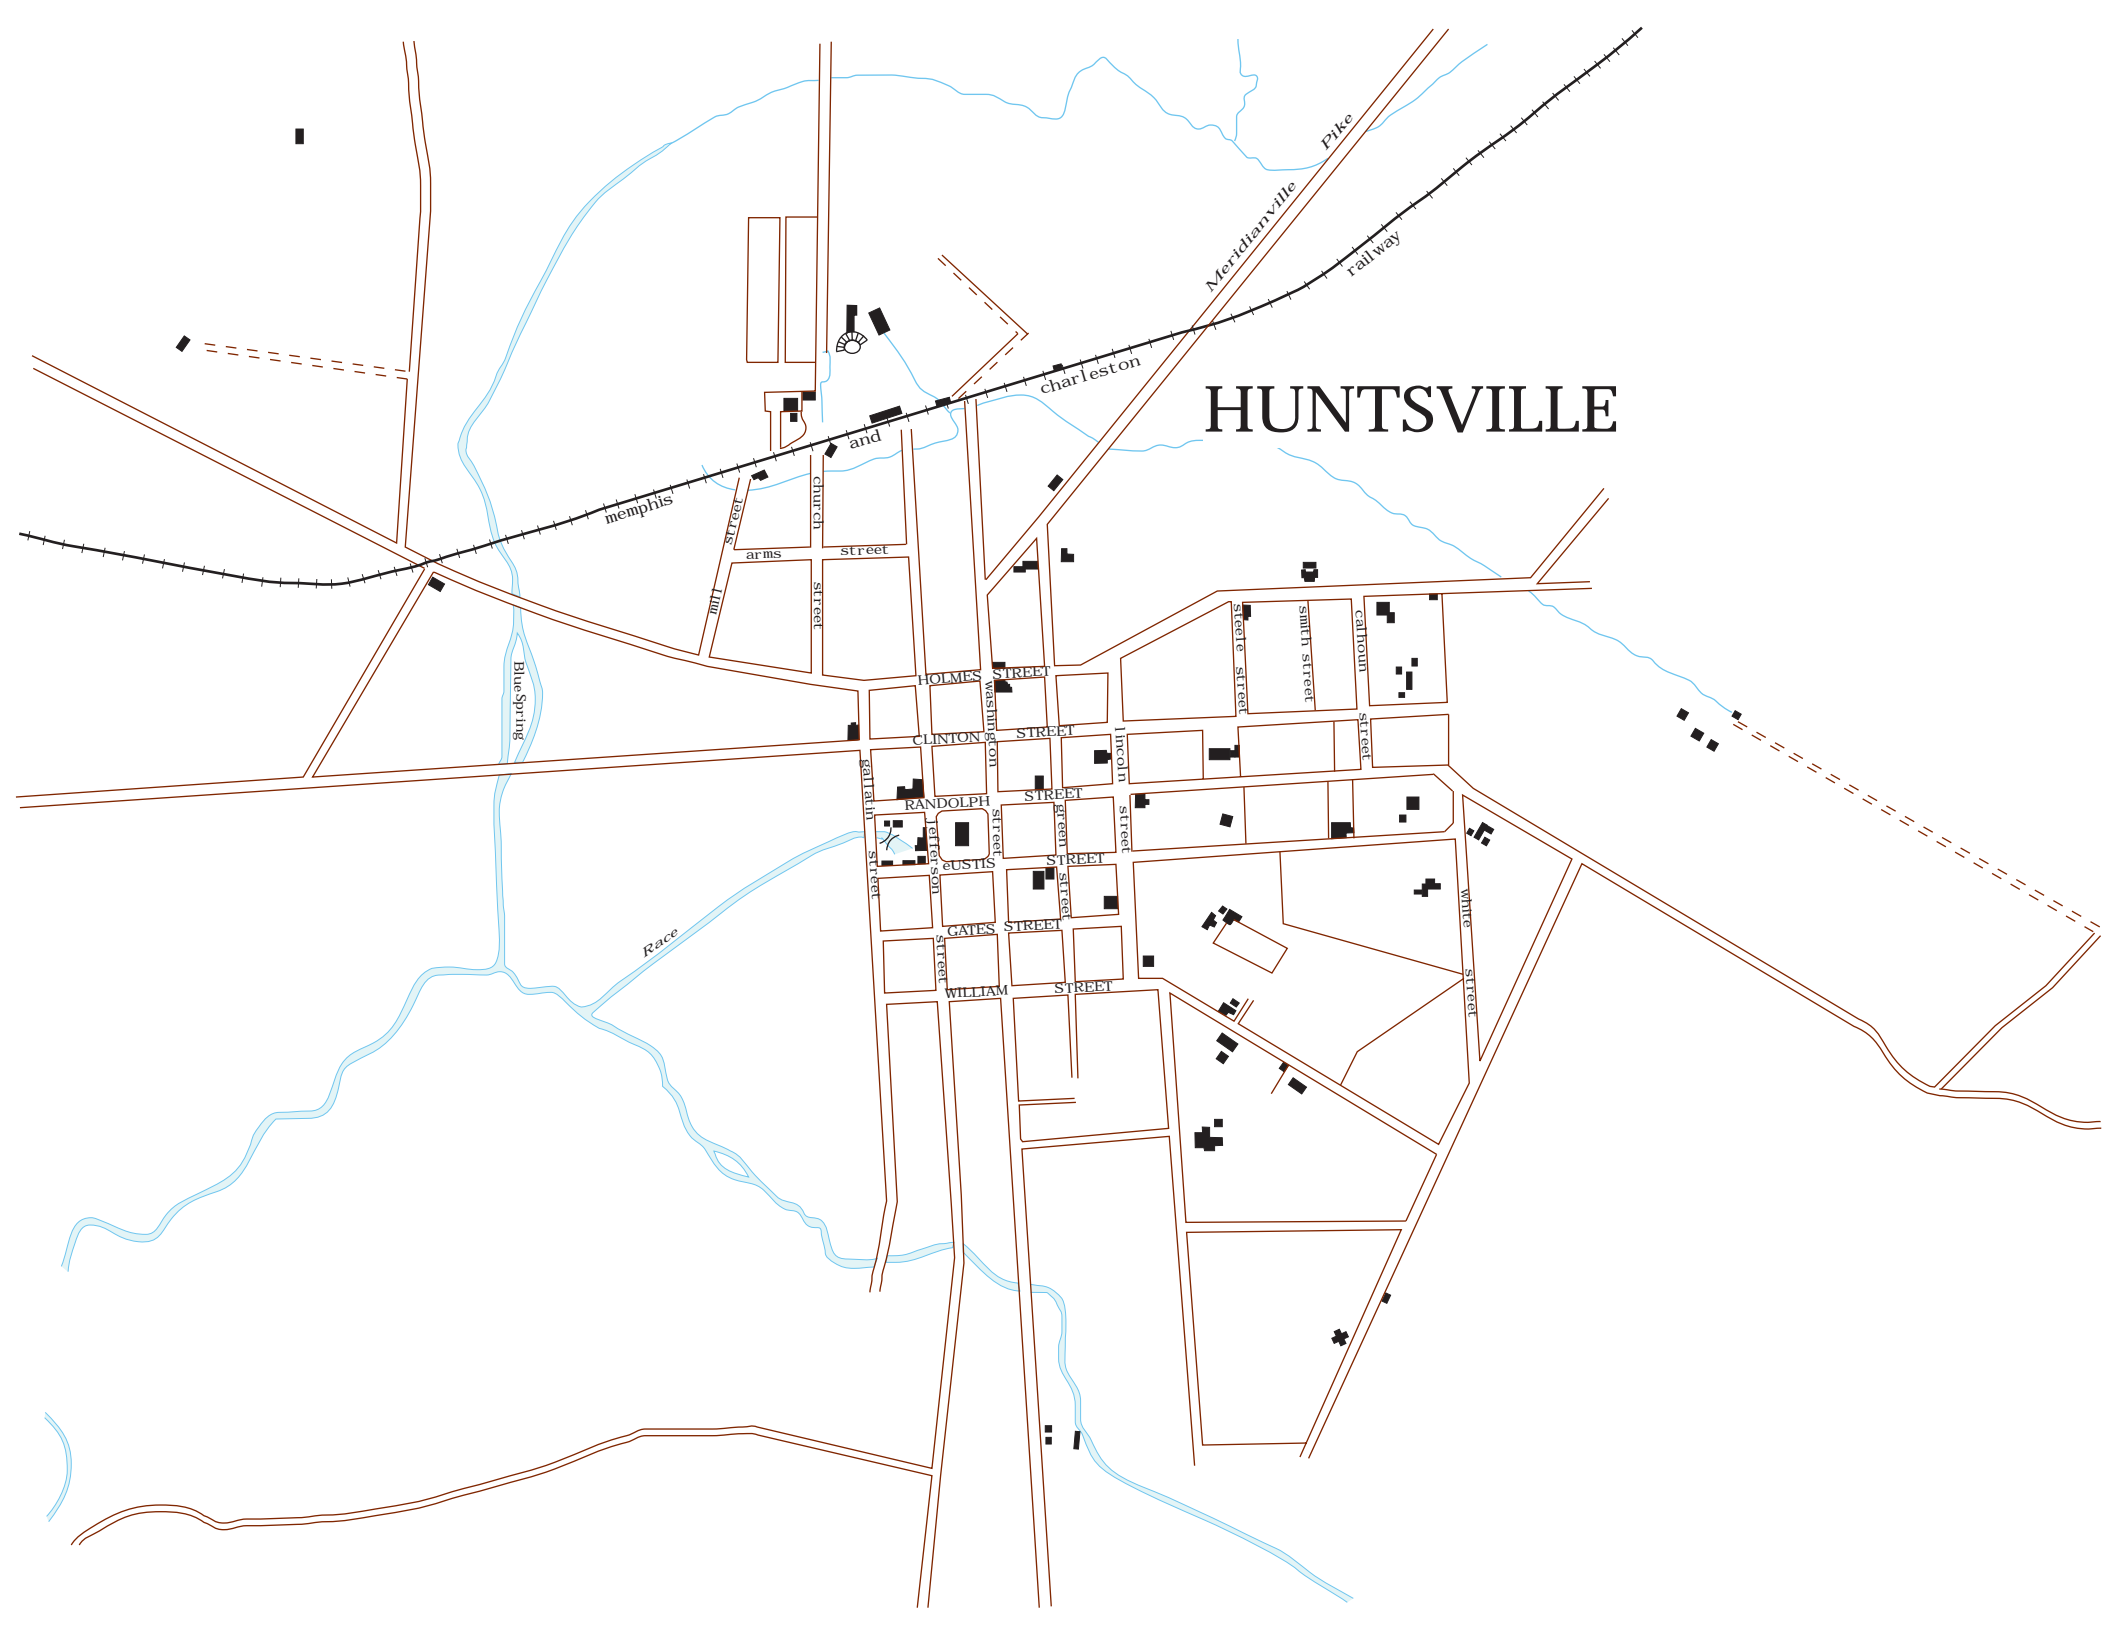 Meridianville Pike
railway
charleston
and
memphis
HUNTSVILLE
church
street
street
mill
arms street
steele street
smith street
calhoun
street
HOLMES STREET
washington
street
BlueSpring
CLINTON STREET
lincoln
street
gallatin
street
RANDOLPH STREET
jefferson
street
green
street
eUSTIS STREET
white
street
GATES STREET
Race
WILLIAM STREET